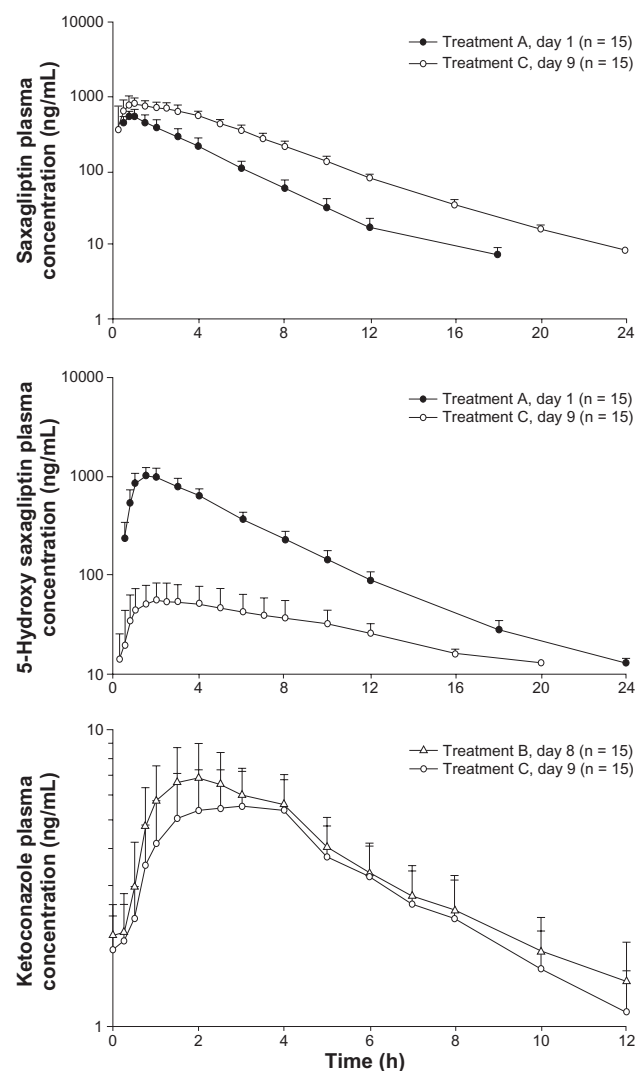 Saxagliptin plasma
concentration (ng/mL)
10000
1000
100
10
1
Treatment A, day 1 (n = 15)
Treatment C, day 9 (n = 15)
0 4 8 12 16 20 24
5-Hydroxy saxagliptin plasma
concentration (ng/mL)
10000
1000
100
10
Treatment A, day 1 (n = 15)
Treatment C, day 9 (n = 15)
0 4 8 12 16 20 24
Ketoconazole plasma
concentration (ng/mL)
10
1
Treatment B, day 8 (n = 15)
Treatment C, day 9 (n = 15)
0 2 4 6 8 10 12
Time (h)